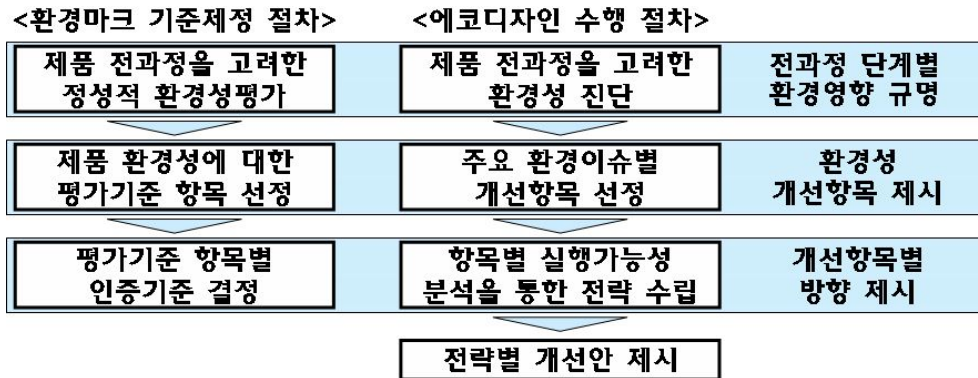 <환경마크 기준제정 절차>
<에코디자인 수행 절차>
제품 전과정을 고려한
정성적 환경성평가
제품 전과정을 고려한
환경성 진단
전과정 단계별
환경영향 규명
제품 환경성에 대한
평가기준 항목 선정
주요 환경이슈별
개선항목 선정
환경성
개선항목 제시
평가기준 항목별
인증기준 결정
항목별 실행가능성
분석을 통한 전략 수립
개선항목별
방향 제시
전략별 개선안 제시